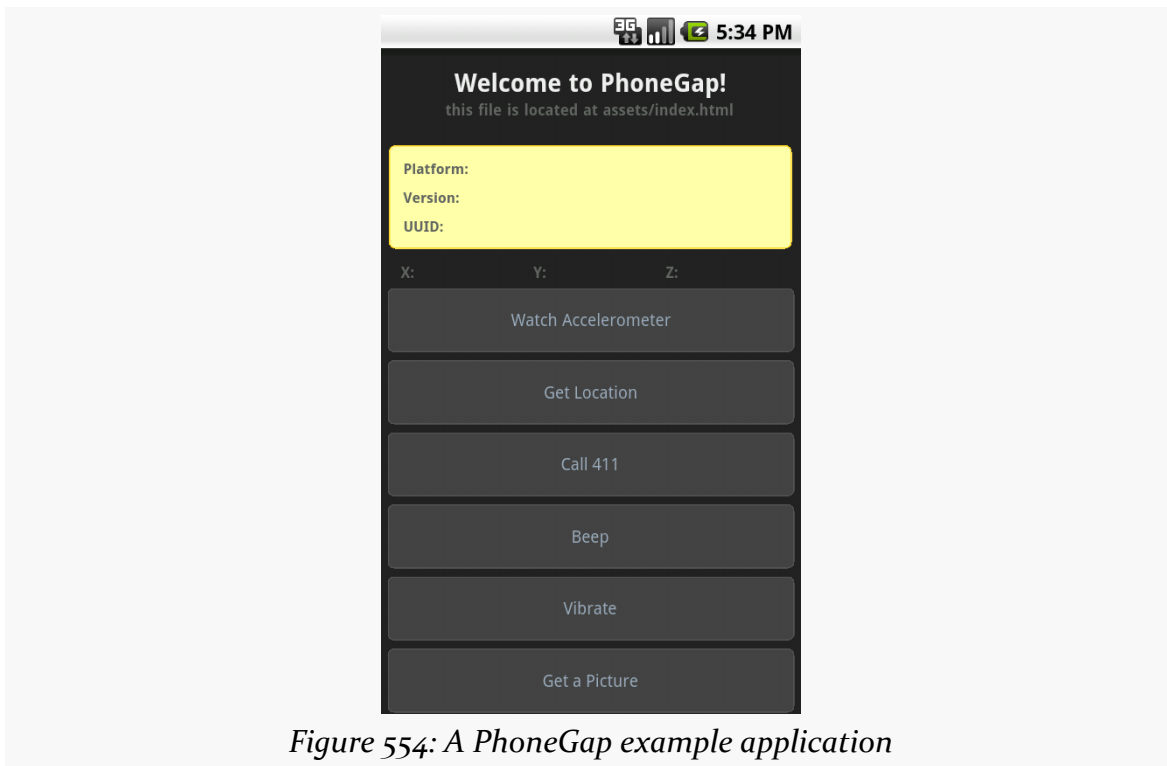 3G 5:34 PM
Welcome to PhoneGap!
this file is located at assets/index.html
Platform:
Version:
UUID:
X: Y: Z:
Watch Accelerometer
Get Location
Call 411
Beep
Vibrate
Get a Picture
Figure 554: A PhoneGap example application